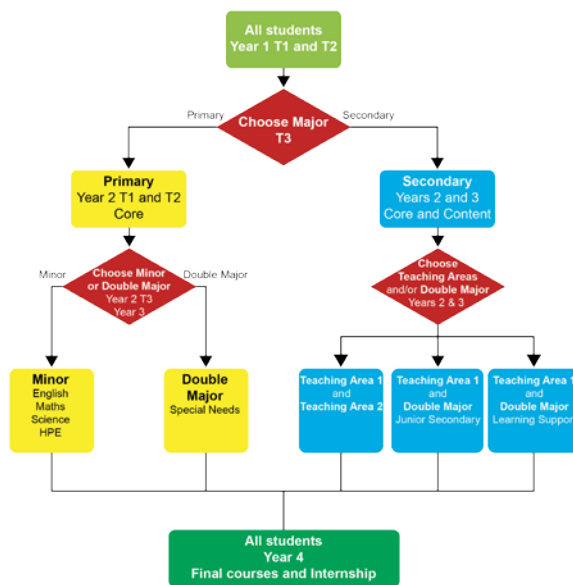 All students
Year 1 T1 and T2
Primary
Secondary
Choose Major
T3
Primary
Year 2 T1 and T2
Core
Secondary
Years 2 and 3
Core and Content
Minor
Double Major
Choose Minor
or Double Major
Year 2 T3
Year 3
Choose
Teaching Areas
and/or Double Major
Years 2 & 3
Minor
English
Maths
Science
HPE
Double
Major
Special Needs
Teaching Area 1
and
Teaching Area 2
Teaching Area 1
and
Double Major
Junior Secondary
Teaching Area 1
and
Double Major
Learning Support
All students
Year 4
Final courses and Internship